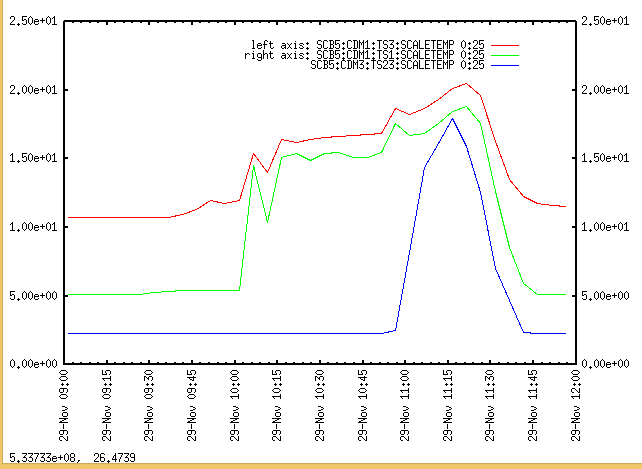 2.50e+01 2.50e+01
left axis: SCB5:CDM1:TS3:SCALETEMP 0:25
right axis: SCB5:CDM1:TS1:SCALETEMP 0:25
SCB5:CDM3:TS23:SCALETEMP 0:25
2.00e+01 2.00e+01
1.50e+01 1.50e+01
1.00e+01 1.00e+01
5.00e+00 5.00e+00
0.00e+00 0.00e+00
29-Nov 09:00
29-Nov 09:15
29-Nov 09:30
29-Nov 09:45
29-Nov 10:00
29-Nov 10:15
29-Nov 10:30
29-Nov 10:45
29-Nov 11:00
29-Nov 11:15
29-Nov 11:30
29-Nov 11:45
29-Nov 12:00
5.33733e+08, 26.4739